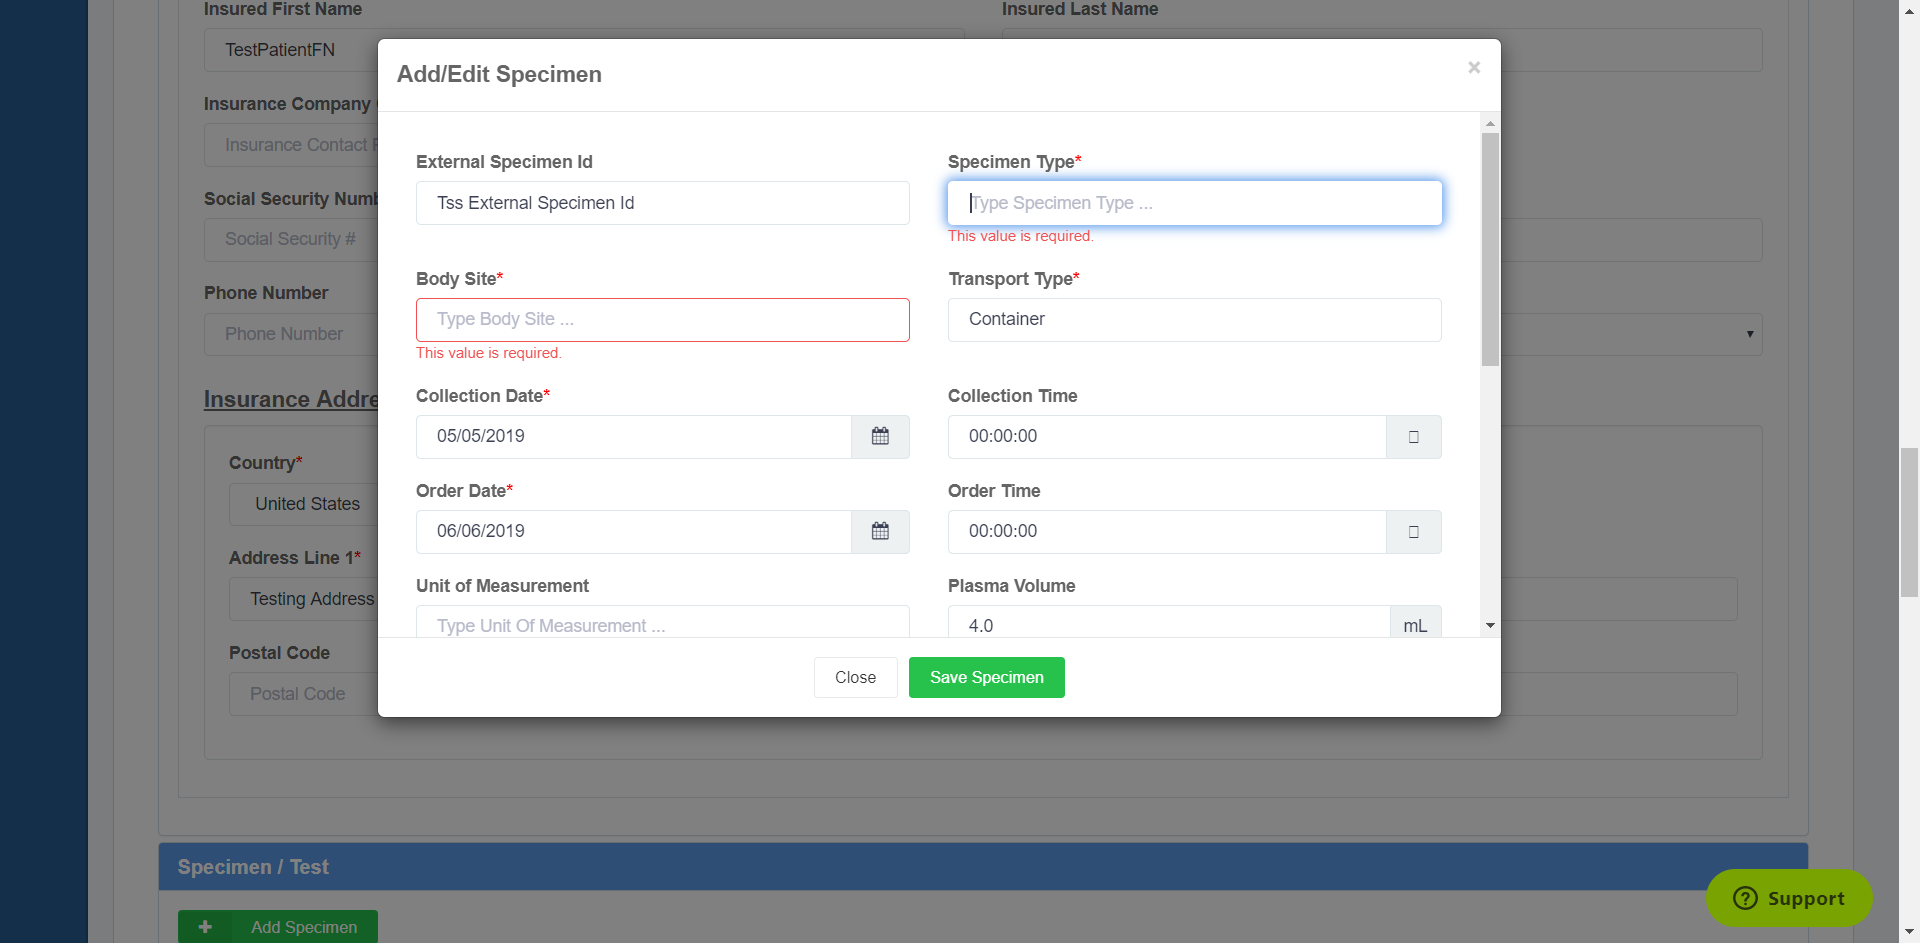 Insured First Name
Insured Last Name
TestPatientFN
Add/Edit Specimen
×
Insurance Company
Insurance Contact
Social Security
Social Security #
Phone Number
Phone Number
Insurance
Country*
United States
Address Line 1*
Testing Address
Postal Code
Postal Code
External Specimen Id
Specimen Type*
Tss External Specimen Id
Type Specimen Type ...
This value is required.
Body Site*
Transport Type*
Type Body Site ...
Container
This value is required.
Collection Date*
Collection Time
05/05/2019
00:00:00
Order Date*
Order Time
06/06/2019
00:00:00
Unit of Measurement
Plasma Volume
Type Unit Of Measurement ...
4.0
mL
Close
Save Specimen
Specimen / Test
Add Specimen
Support